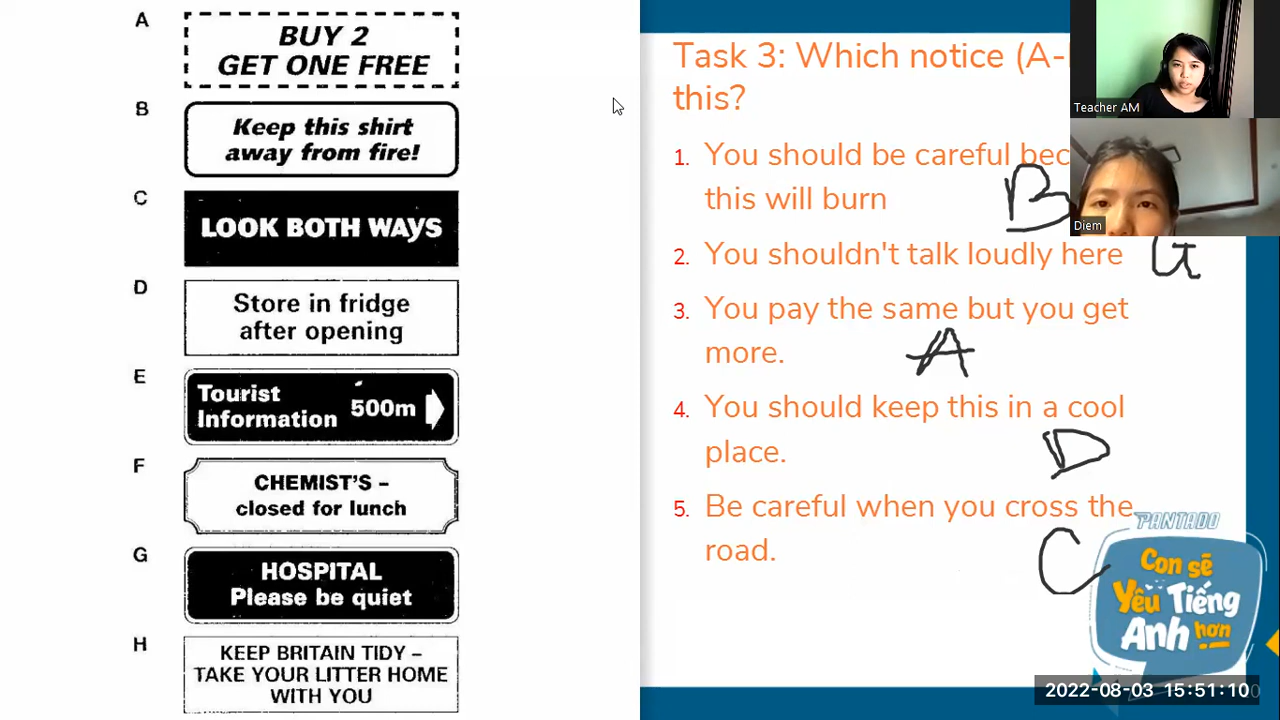 A
BUY 2
GET ONE FREE
B
Keep this shirt
away from fire!
C
LOOK BOTH WAYS
D
Store in fridge
after opening
E
Tourist
Information 500m
F
CHEMIST'S –
closed for lunch
G
HOSPITAL
Please be quiet
H
KEEP BRITAIN TIDY –
TAKE YOUR LITTER HOME
WITH YOU
Task 3: Which notice (A-
this?
1. You should be careful bec
this will burn
B
2. You shouldn't talk loudly here
G
3. You pay the same but you get
more.
A
4. You should keep this in a cool
place.
D
5. Be careful when you cross the
road.
C
Teacher AM
Diem
PANTADO
Con sẽ
Yêu Tiếng
Anh hơn
2022-08-03 15:51:10